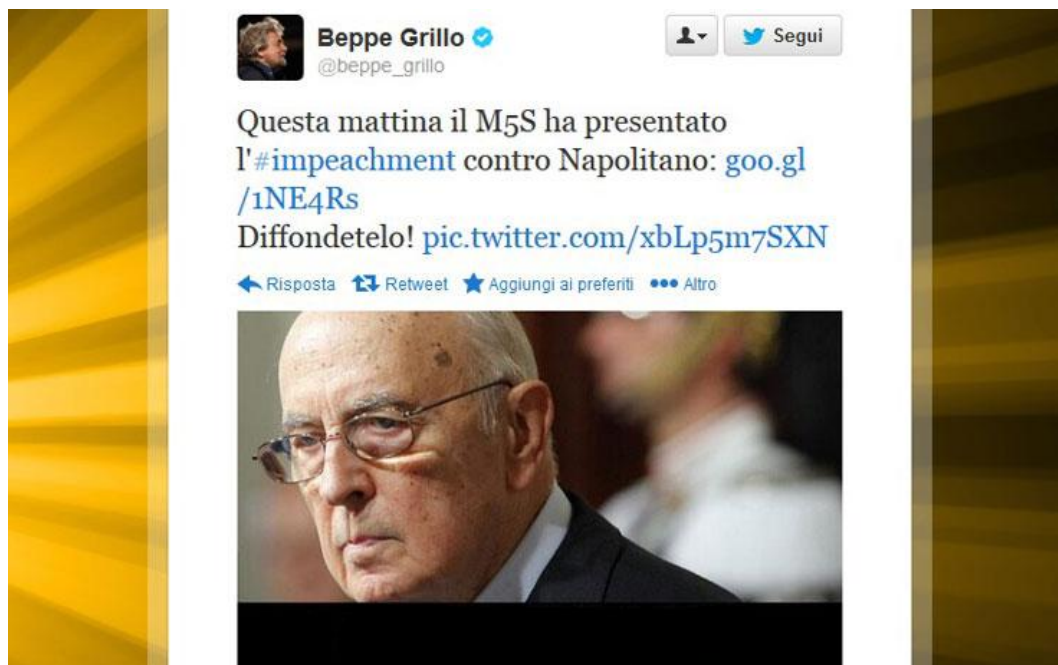 Beppe Grillo
@beppe_grillo
Segui
Questa mattina il M5S ha presentato
l'#impeachment contro Napolitano: goo.gl
/1NE4Rs
Diffondetelo! pic.twitter.com/xbLp5m7SXN
Risposta Retweet Aggiungi ai preferiti Altro